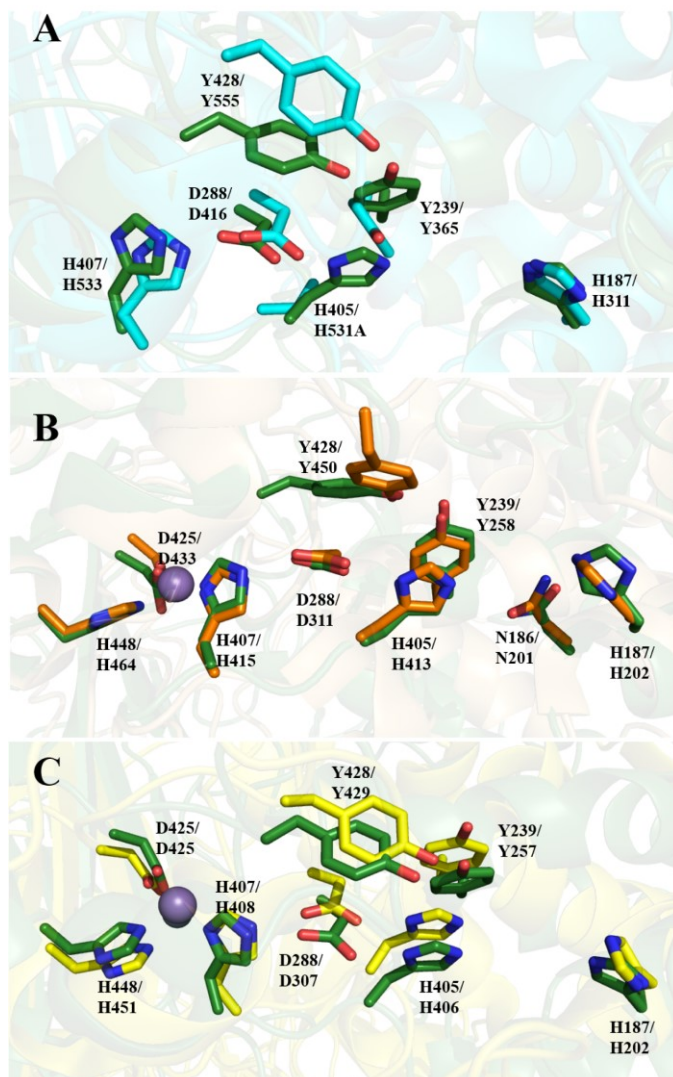 A
Y428/
Y555
D288/
D416
Y239/
Y365
H407/
H533
H405/
H531A
H187/
H311
B
Y428/
Y450
D425/
D433
Y239/
Y258
D288/
D311
H448/
H464
H407/
H415
H405/
H413
N186/
N201
H187/
H202
C
Y428/
Y429
D425/
D425
Y239/
Y257
H407/
H408
D288/
D307
H448/
H451
H405/
H406
H187/
H202